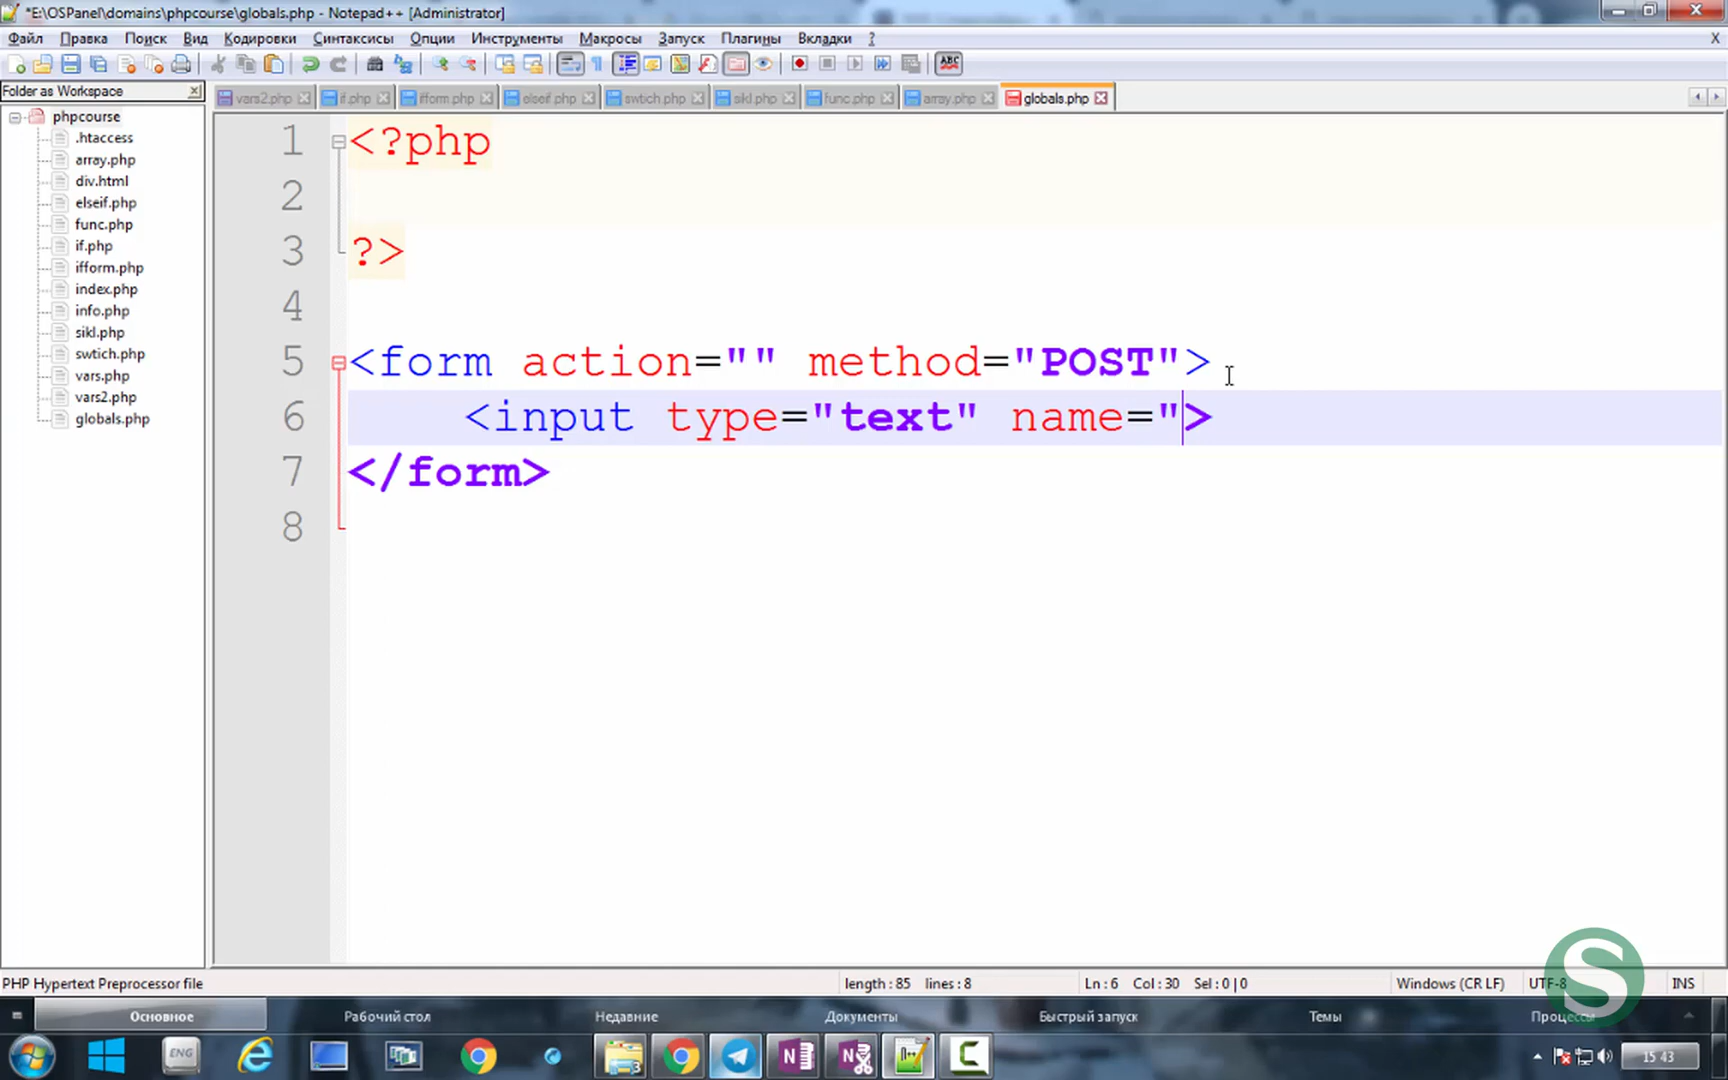 *E:\OSPanel\domains\phpcourse\globals.php - Notepad++ [Administrator]
Файл Правка Поиск Вид Кодировки Синтаксисы Опции Инструменты Макросы Запуск Плагины Вкладки ? X
ABC
Folder as Workspace
vars2.php if.php ifform.php elseif.php swtich.php sikl.php func.php array.php globals.php
phpcourse
.htaccess
array.php
div.html
elseif.php
func.php
if.php
ifform.php
index.php
info.php
sikl.php
swtich.php
vars.php
vars2.php
globals.php
1 <?php
2
3 ?>
4
5 <form action="" method="POST">
6 <input type="text" name=">
7 </form>
8
PHP Hypertext Preprocessor file length : 85 lines : 8 Ln : 6 Col : 30 Sel : 0 | 0 Windows (CR LF) UTF-8 INS
S
Основное Рабочий стол Недавние Документы Быстрый запуск Темы Процессы
ENG 15 43